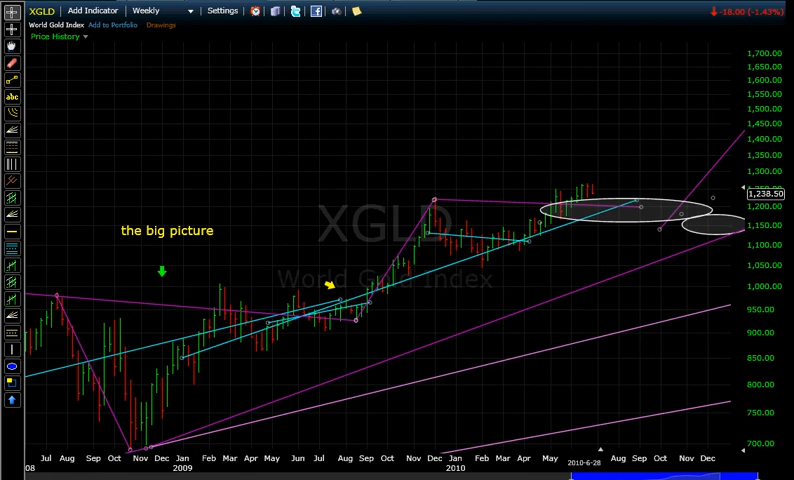 XGLD Add Indicator Weekly Settings -18.00 (-1.43%)
World Gold Index Add to Portfolio Drawings
Price History
abc
the big picture
XGLD
World Gold Index
1,700.00
1,650.00
1,600.00
1,550.00
1,500.00
1,450.00
1,400.00
1,350.00
1,300.00
1,238.50
1,200.00
1,150.00
1,100.00
1,050.00
1,000.00
950.00
900.00
850.00
800.00
750.00
700.00
Jul Aug Sep Oct Nov Dec Jan Feb Mar Apr May Jun Jul Aug Sep Oct Nov Dec Jan Feb Mar Apr May 2010-6-28 Aug Sep Oct Nov Dec
08 2009 2010